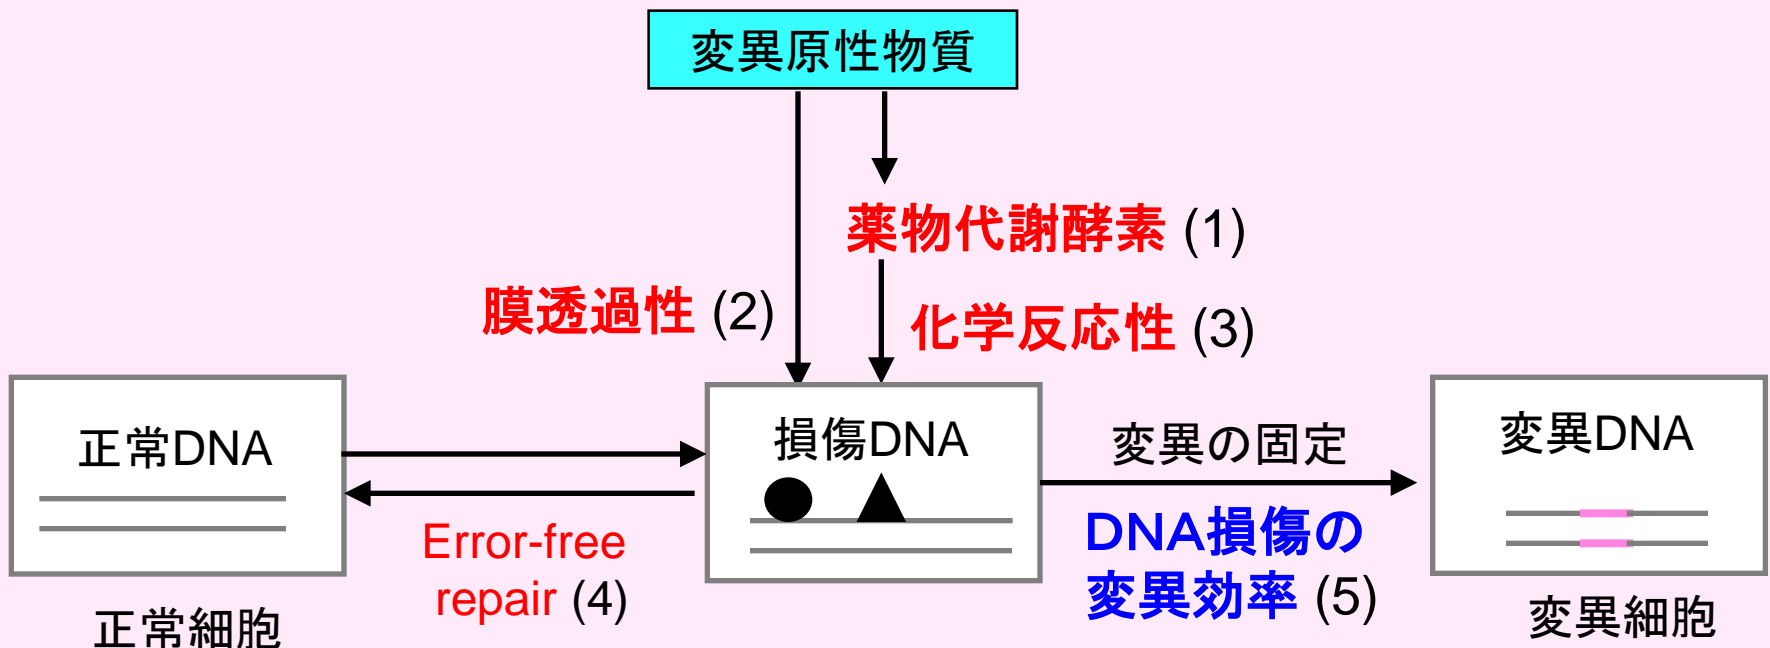 変異原性物質
薬物代謝酵素 (1)
膜透過性 (2)
化学反応性 (3)
正常DNA
損傷DNA
変異の固定
変異DNA
Error-free
repair (4)
DNA損傷の
変異効率 (5)
正常細胞
変異細胞